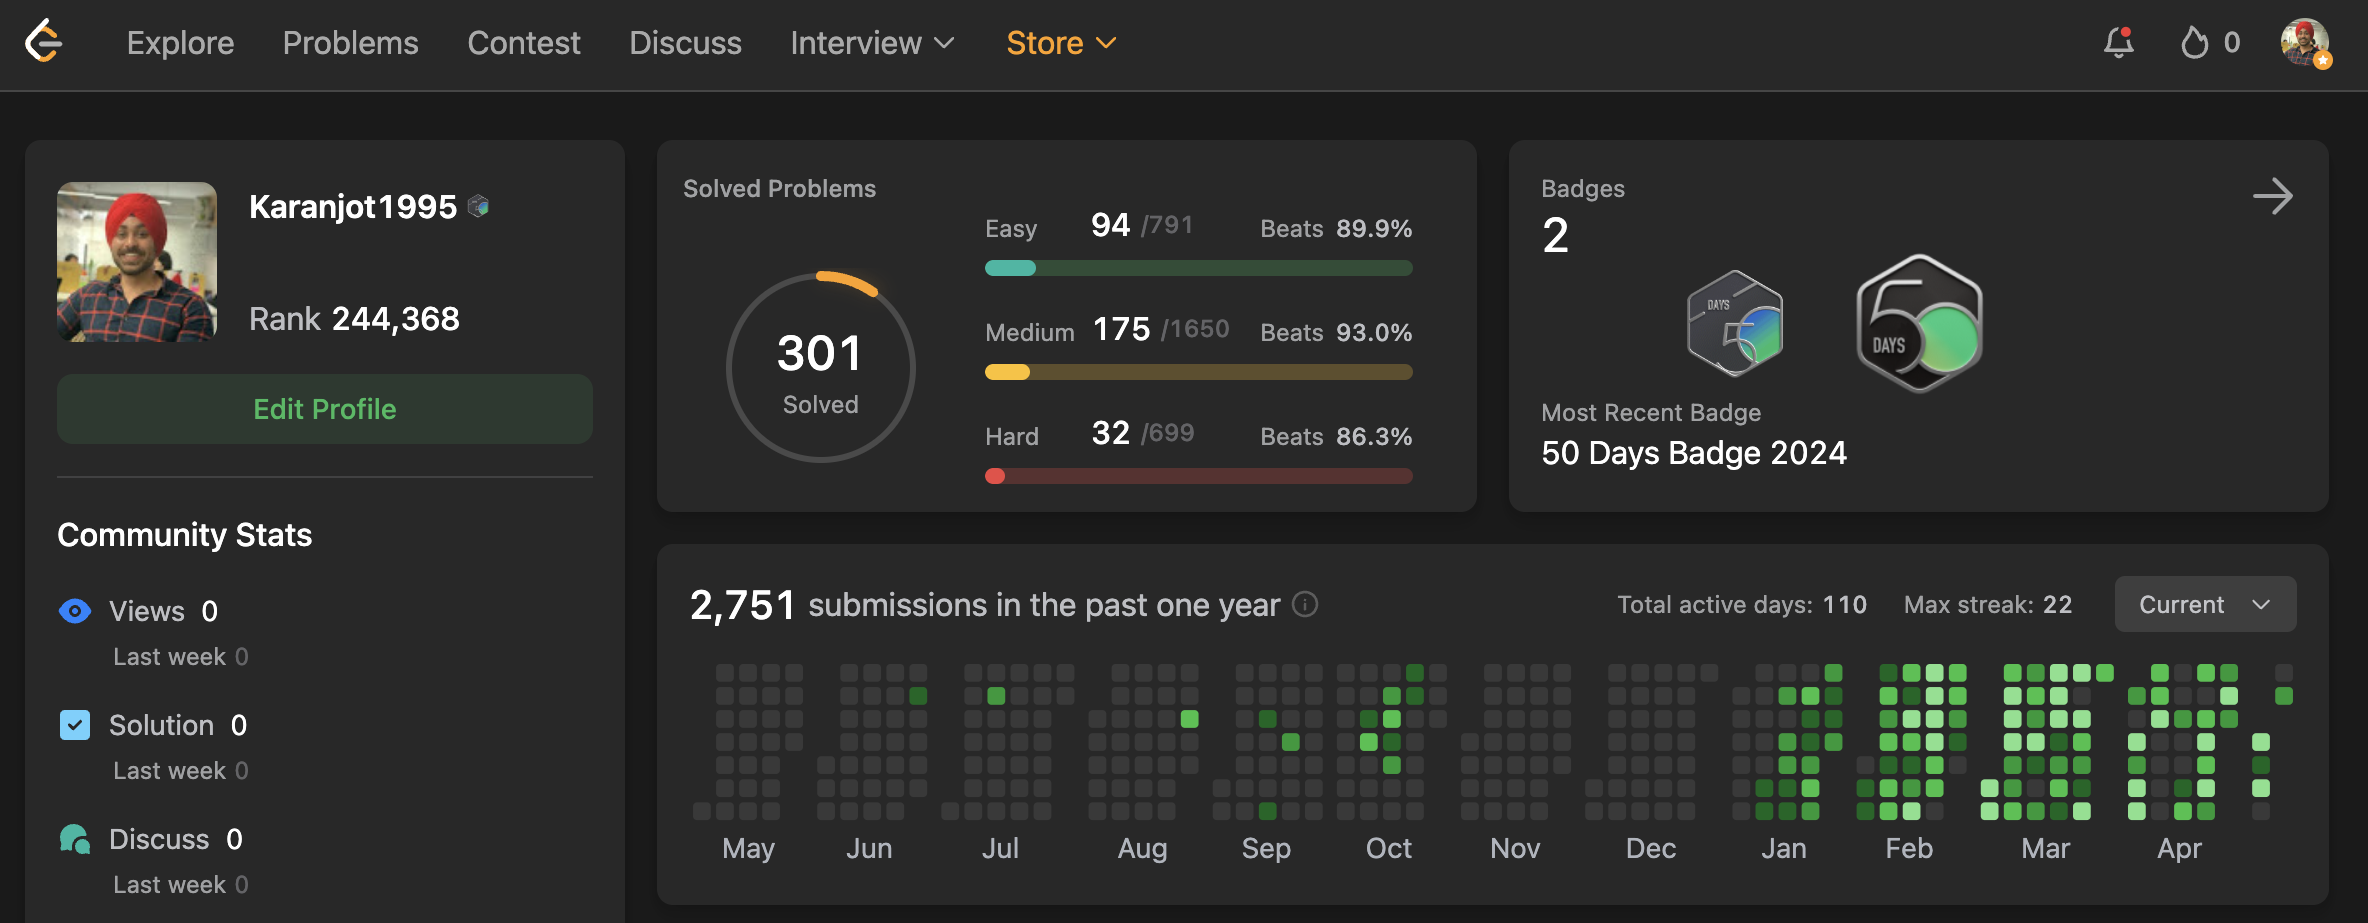 Explore Problems Contest Discuss Interview Store 0
Karanjot1995
Rank 244,368
Edit Profile
Community Stats
Views 0
Last week 0
Solution 0
Last week 0
Discuss 0
Last week 0
Solved Problems
301
Solved
Easy 94 /791 Beats 89.9%
Medium 175 /1650 Beats 93.0%
Hard 32 /699 Beats 86.3%
Badges
2
DAYS
50
50
DAYS
Most Recent Badge
50 Days Badge 2024
2,751 submissions in the past one year
Total active days: 110 Max streak: 22 Current
May Jun Jul Aug Sep Oct Nov Dec Jan Feb Mar Apr